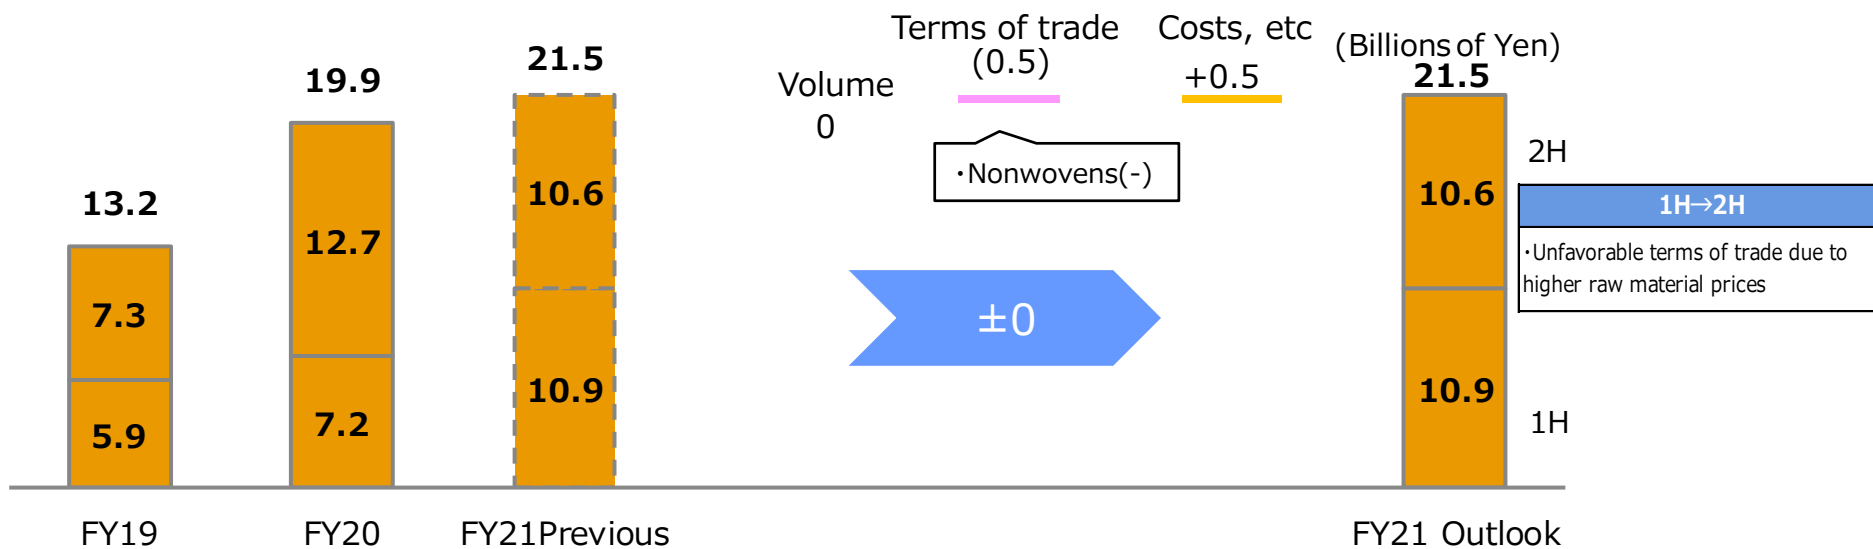 13.2
7.3
5.9
FY19
19.9
12.7
7.2
FY20
21.5
10.6
10.9
FY21Previous
Volume
0
Terms of trade
(0.5)
Costs, etc
+0.5
・Nonwovens(-)
±0
(Billions of Yen)
21.5
10.6
10.9
FY21 Outlook
2H
1H→2H
・Unfavorable terms of trade due to
higher raw material prices
1H